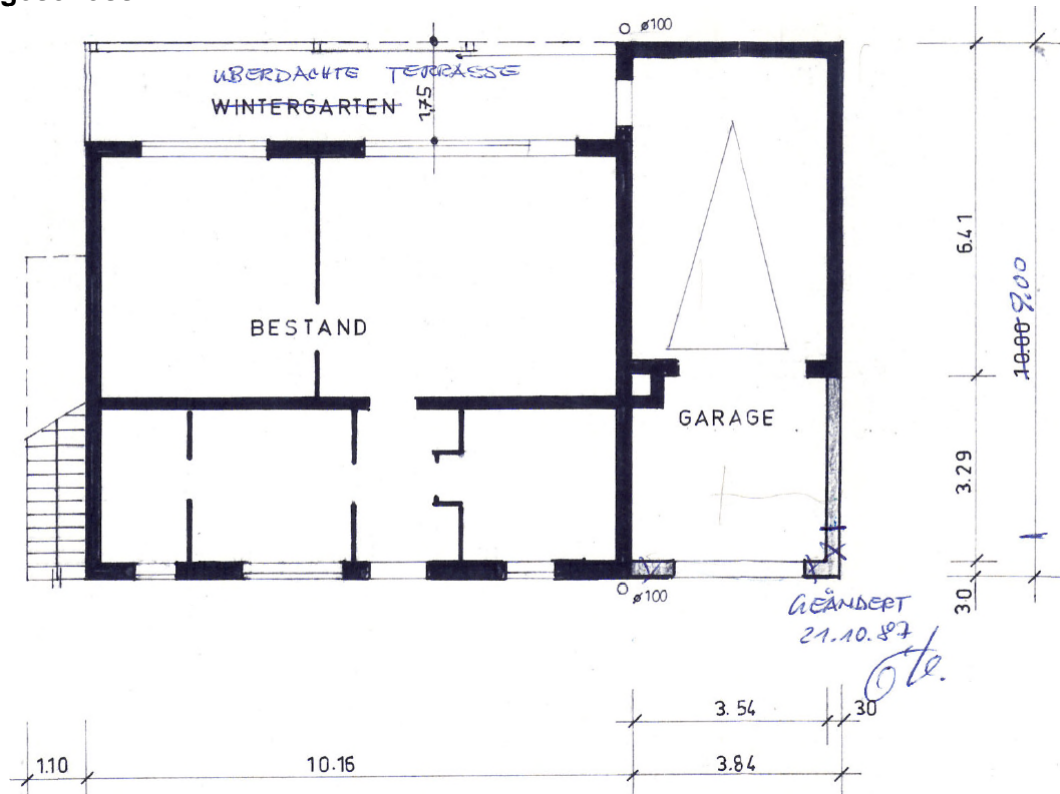 ø100
ÜBERDACHTE TERRASSE
WINTERGARTEN
1,75
6.41
BESTAND
10.00 9.00
GARAGE
3.29
30
ø100
GEÄNDERT
21.10.87
3.54
30
1.10
10.16
3.84